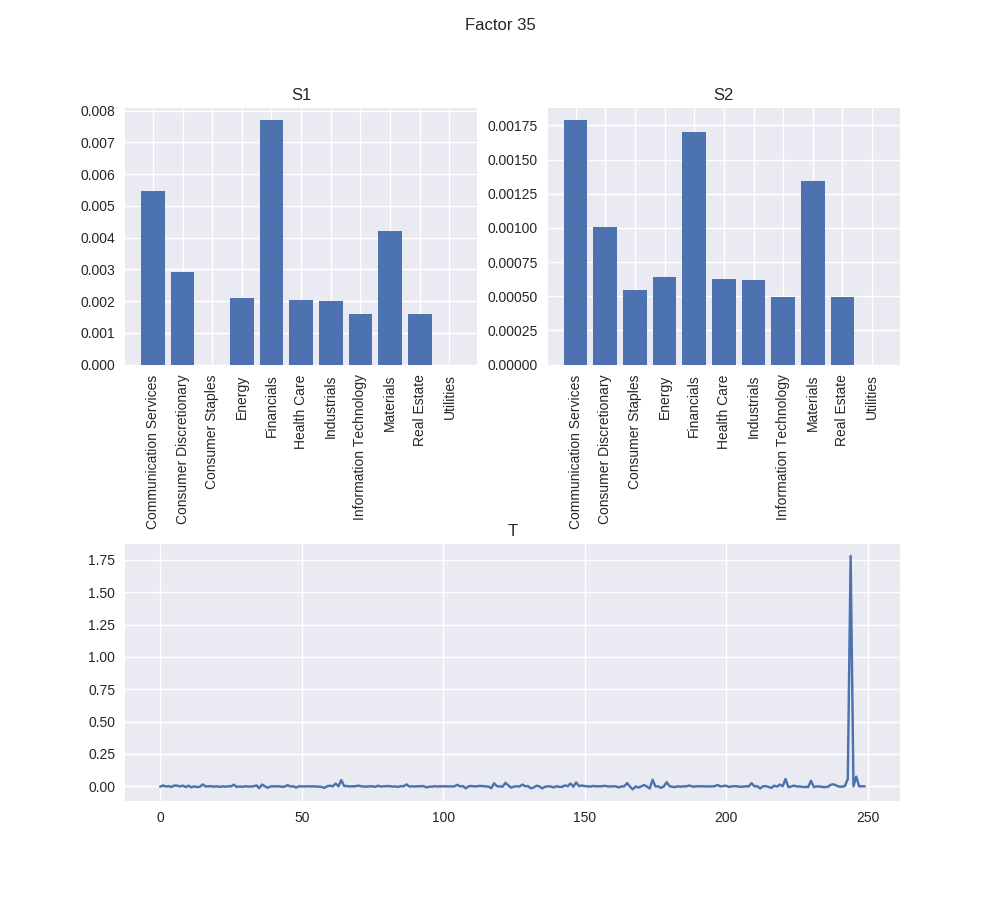 Factor 35
S1
0.008
0.007
0.006
0.005
0.004
0.003
0.002
0.001
0.000
Communication Services
Consumer Discretionary
Consumer Staples
Energy
Financials
Health Care
Industrials
Information Technology
Materials
Real Estate
Utilities
S2
0.00175
0.00150
0.00125
0.00100
0.00075
0.00050
0.00025
0.00000
Communication Services
Consumer Discretionary
Consumer Staples
Energy
Financials
Health Care
Industrials
Information Technology
Materials
Real Estate
Utilities
T
1.75
1.50
1.25
1.00
0.75
0.50
0.25
0.00
0 50 100 150 200 250